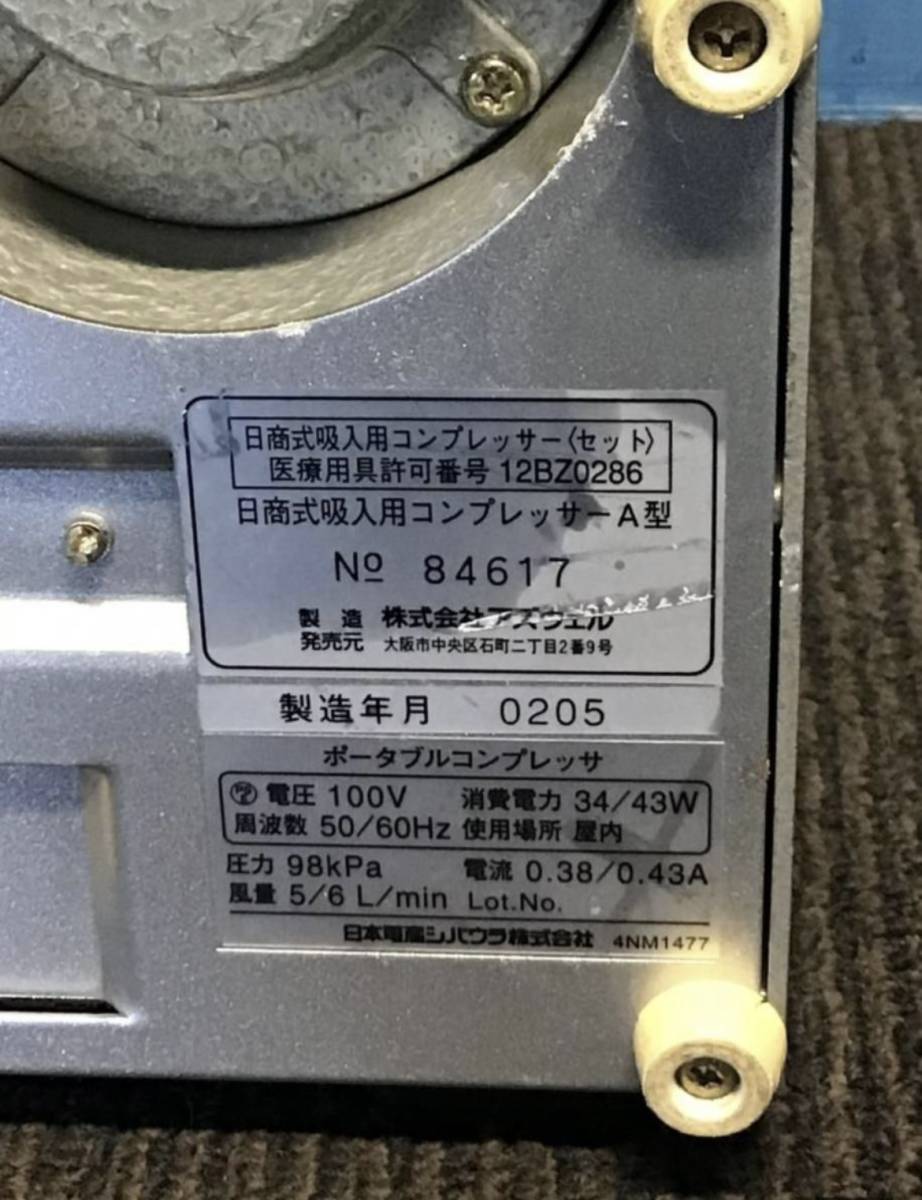 日商式吸入用コンプレッサー〈セット〉
医療用具許可番号 12BZ0286
日商式吸入用コンプレッサーA型
№ 84617
製造 発売元 株式会社アズウェル
大阪市中央区石町二丁目2番9号
製造年月 0205
ポータブルコンプレッサ
電圧 100V 消費電力 34/43W
周波数 50/60Hz 使用場所 屋内
圧力 98kPa 電流 0.38/0.43A
風量 5/6 L/min Lot.No.
日本電産シバウラ株式会社 4NM1477